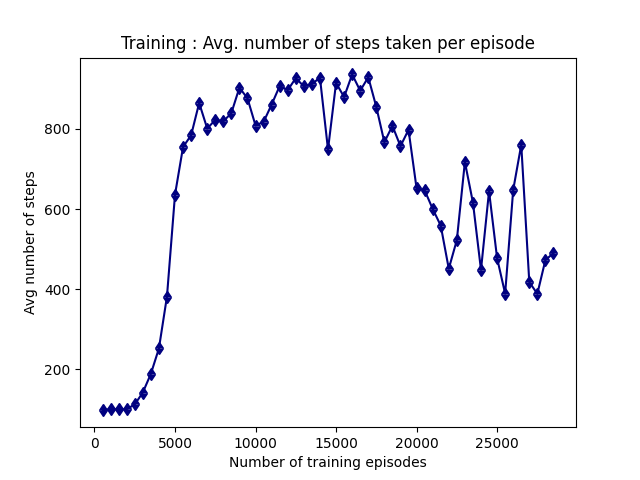 Training : Avg. number of steps taken per episode
800
600
400
200
Avg number of steps
0 5000 10000 15000 20000 25000
Number of training episodes